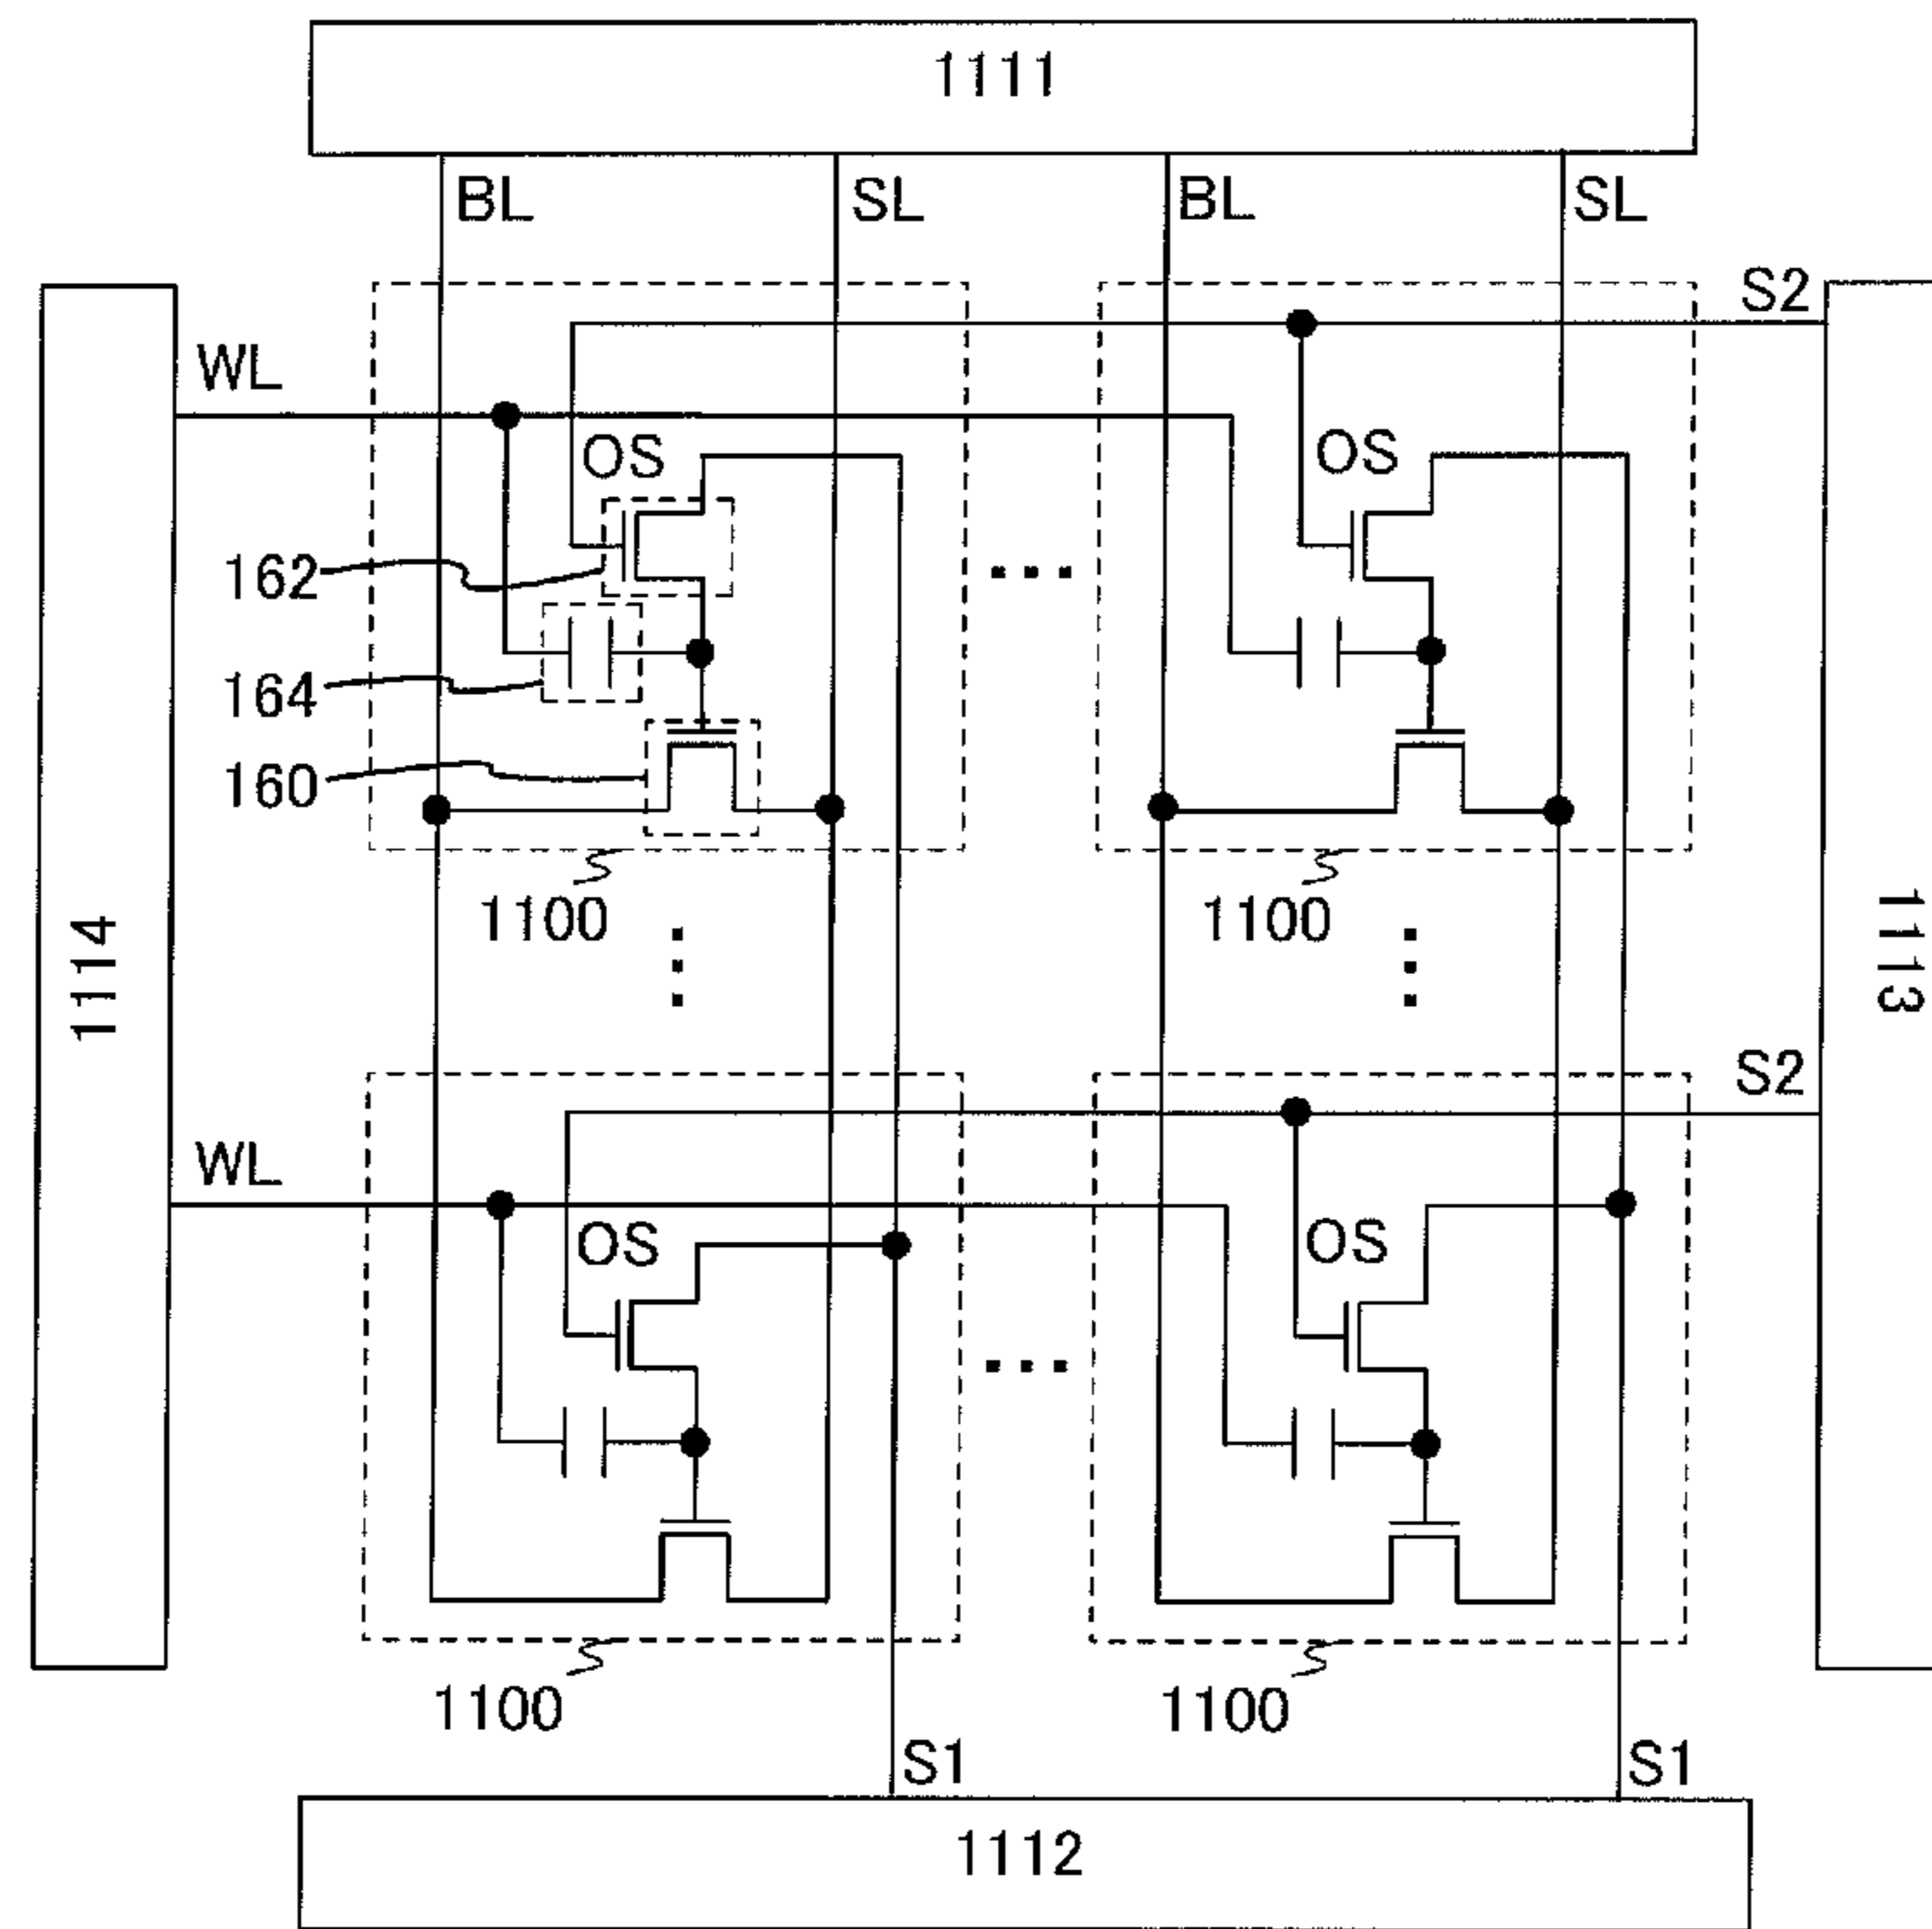 1111
BL SL BL SL
S2
WL
OS OS
162
164
160
1100 1100
1114
1113
S2
WL
OS OS
1100 1100
S1 S1
1112